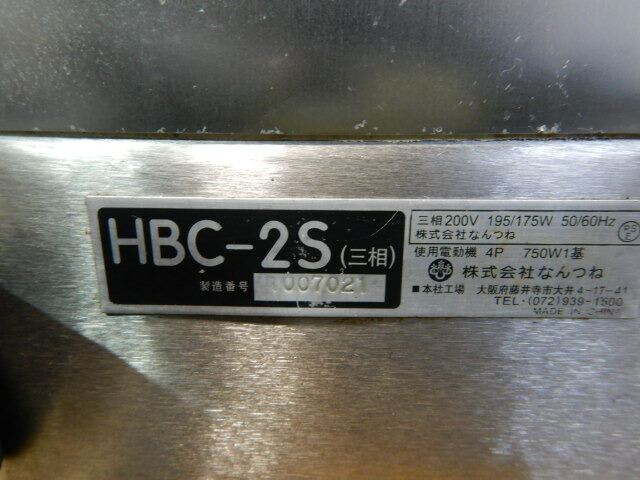 HBC-2S (三相)
製造番号 1007021
三相200V 195/175W 50/60Hz
株式会社なんつね
PSE
使用電動機 4P 750W1基
株式会社なんつね
■本社工場 大阪府藤井寺市大井4-17-41
TEL・(072)939-1500
MADE IN CHINA